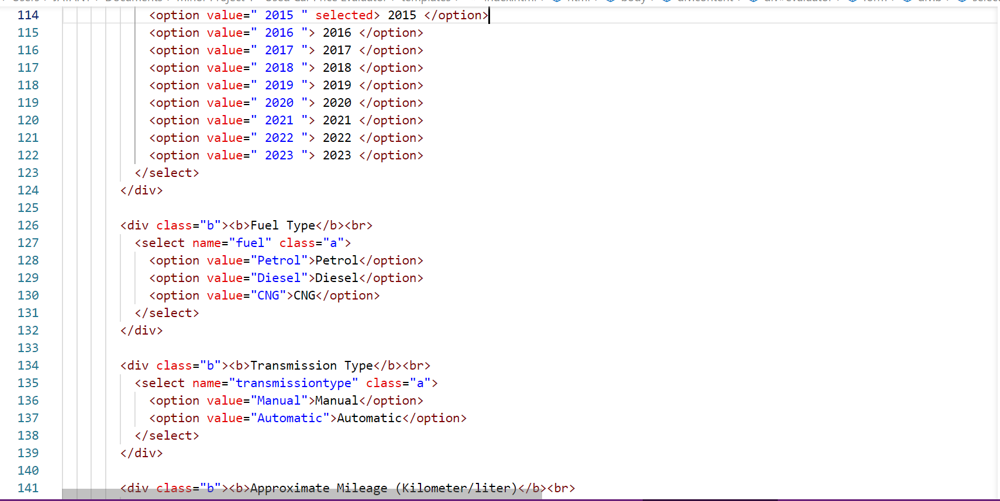 114 <option value=" 2015 " selected> 2015 </option>
115 <option value=" 2016 "> 2016 </option>
116 <option value=" 2017 "> 2017 </option>
117 <option value=" 2018 "> 2018 </option>
118 <option value=" 2019 "> 2019 </option>
119 <option value=" 2020 "> 2020 </option>
120 <option value=" 2021 "> 2021 </option>
121 <option value=" 2022 "> 2022 </option>
122 <option value=" 2023 "> 2023 </option>
123 </select>
124 </div>
125
126 <div class="b"><b>Fuel Type</b><br>
127 <select name="fuel" class="a">
128 <option value="Petrol">Petrol</option>
129 <option value="Diesel">Diesel</option>
130 <option value="CNG">CNG</option>
131 </select>
132 </div>
133
134 <div class="b"><b>Transmission Type</b><br>
135 <select name="transmissiontype" class="a">
136 <option value="Manual">Manual</option>
137 <option value="Automatic">Automatic</option>
138 </select>
139 </div>
140
141 <div class="b"><b>Approximate Mileage (Kilometer/liter)</b><br>